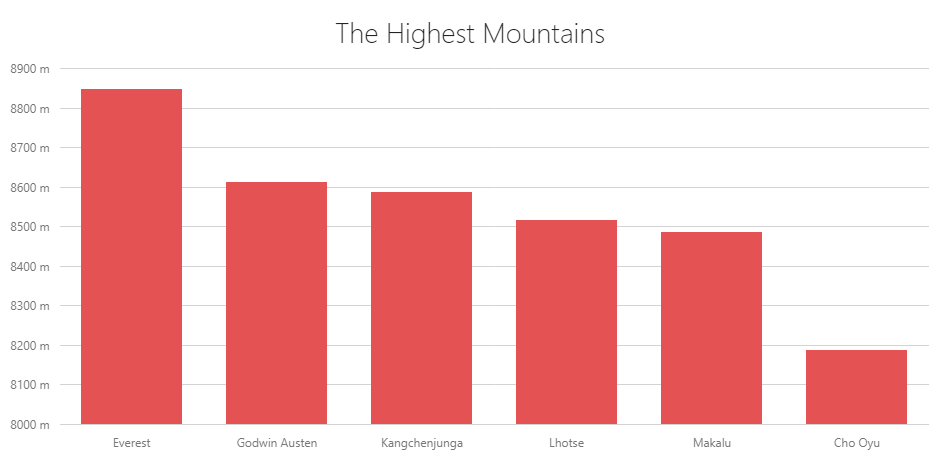 The Highest Mountains
8900 m
8800 m
8700 m
8600 m
8500 m
8400 m
8300 m
8200 m
8100 m
8000 m
Everest
Godwin Austen
Kangchenjunga
Lhotse
Makalu
Cho Oyu